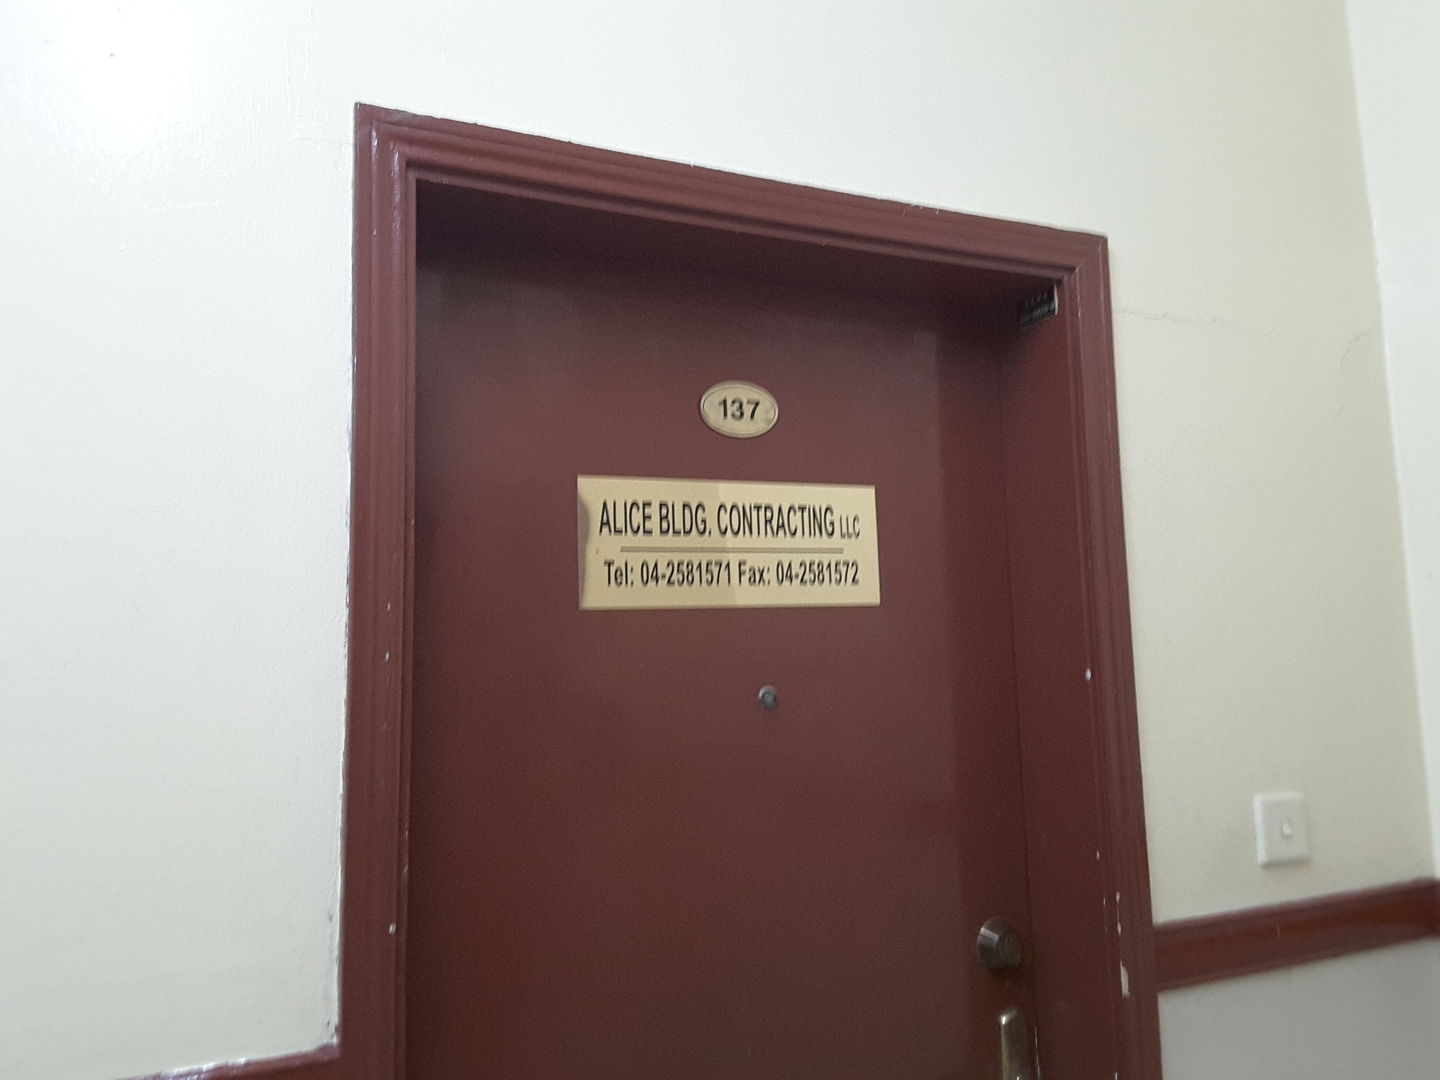 137
ALICE BLDG. CONTRACTING LLC
Tel: 04-2581571 Fax: 04-2581572